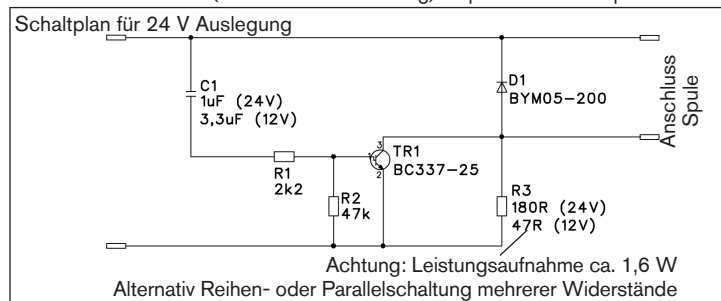 Schaltplan für 24 V Auslegung
C1
1uF (24V)
3,3uF (12V)
R1
2k2
R2
47k
1
3
2
TR1
BC337-25
D1
BYM05-200
R3
180R (24V)
47R (12V)
Anschluss
Spule
Achtung: Leistungsaufnahme ca. 1,6 W
Alternativ Reihen- oder Parallelschaltung mehrerer Widerstände